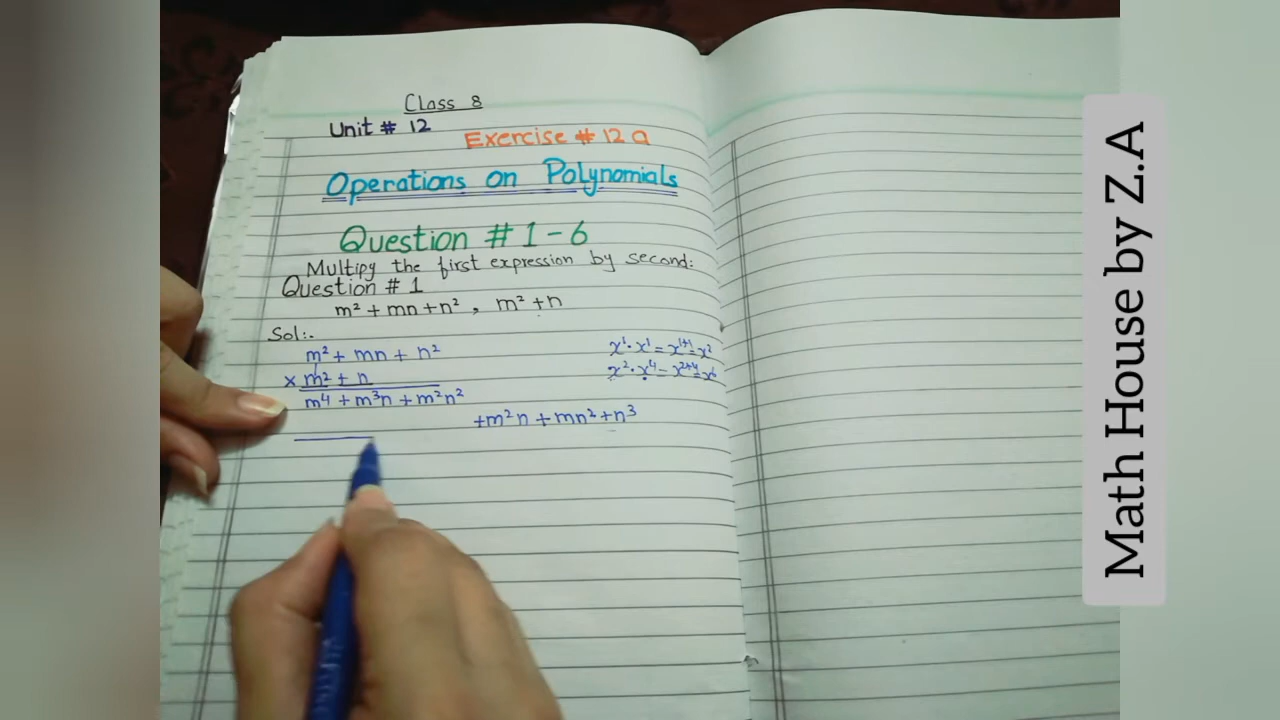 Class 8
Unit # 12
Exercise # 12 a
Operations on Polynomials
Question # 1 - 6
Multipy the first expression by second:
Question # 1
m² + mn + n² , m² + n
Sol:-
m² + mn + n²
× m² + n
m⁴ + m³n + m²n²
+m²n + mn² + n³
x¹·x¹ = x¹⁺¹ = x²
x²·x⁴ = x²⁺⁴ = x⁶
Math House by Z.A